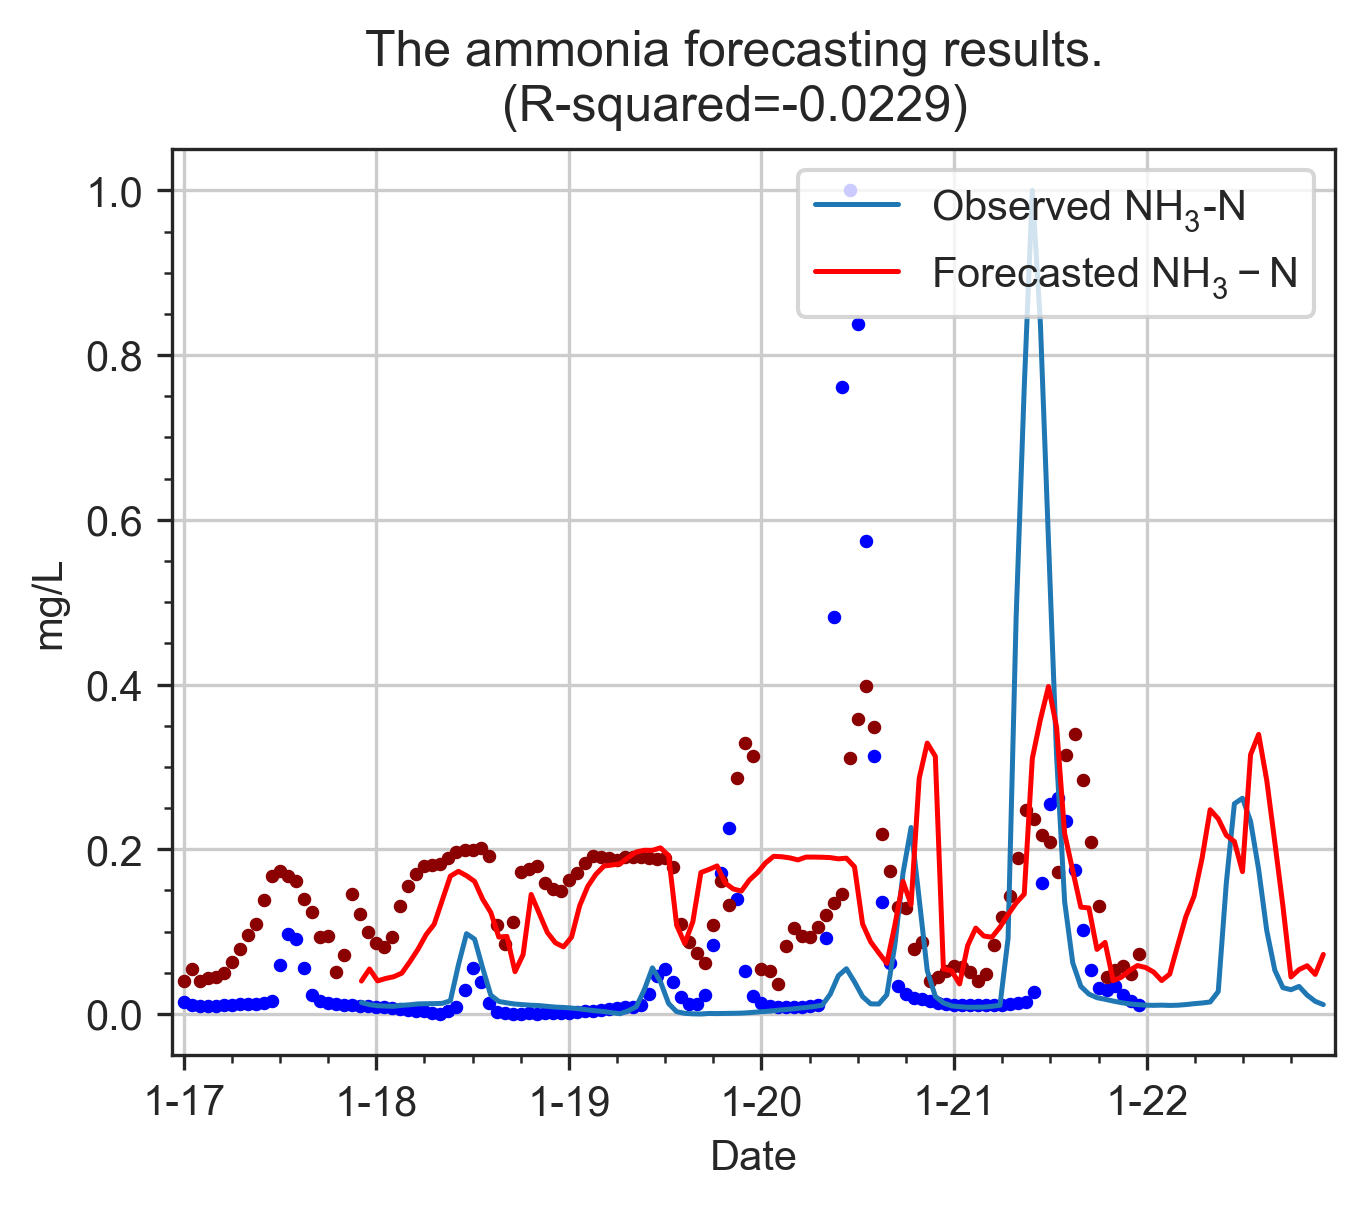 The ammonia forecasting results.
(R-squared=-0.0229)
Observed NH₃-N
Forecasted NH₃ − N
1.0
0.8
0.6
0.4
0.2
0.0
mg/L
1-17 1-18 1-19 1-20 1-21 1-22
Date